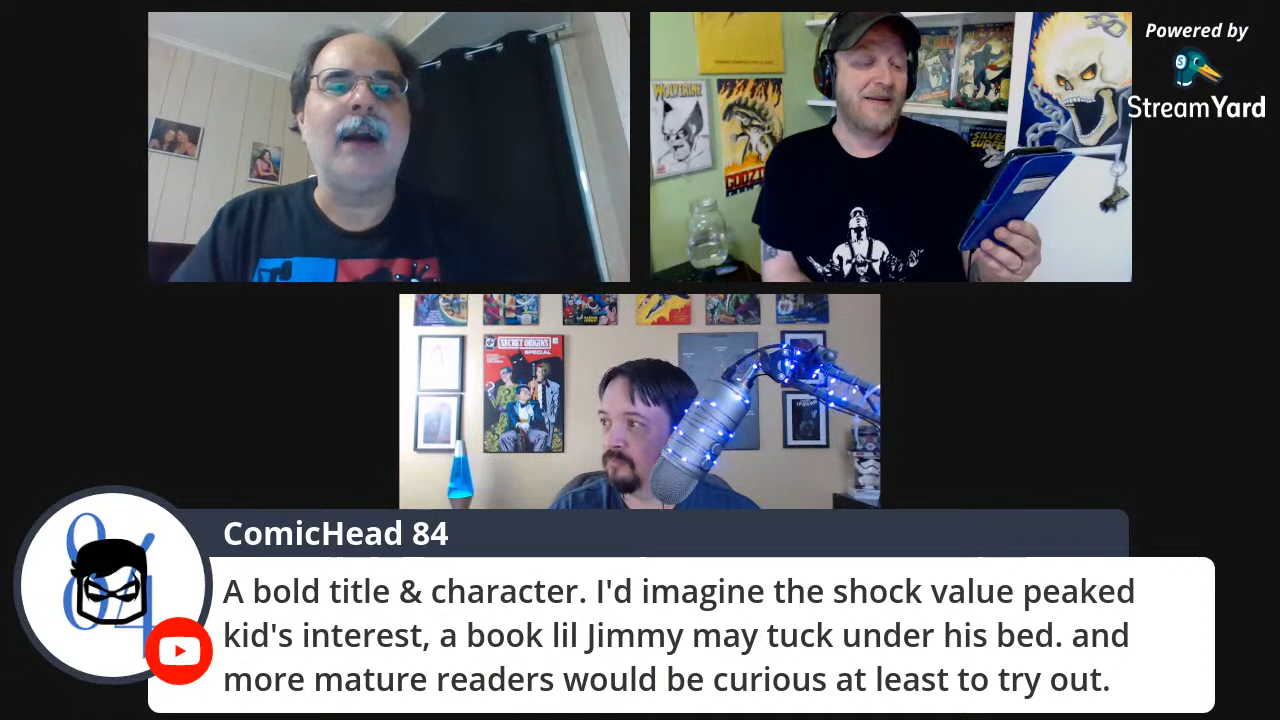 Powered by
StreamYard
WOLVERINE
SILVER
SECRET ORIGINS
SPECIAL
ComicHead 84
A bold title & character. I'd imagine the shock value peaked
kid's interest, a book lil Jimmy may tuck under his bed. and
more mature readers would be curious at least to try out.